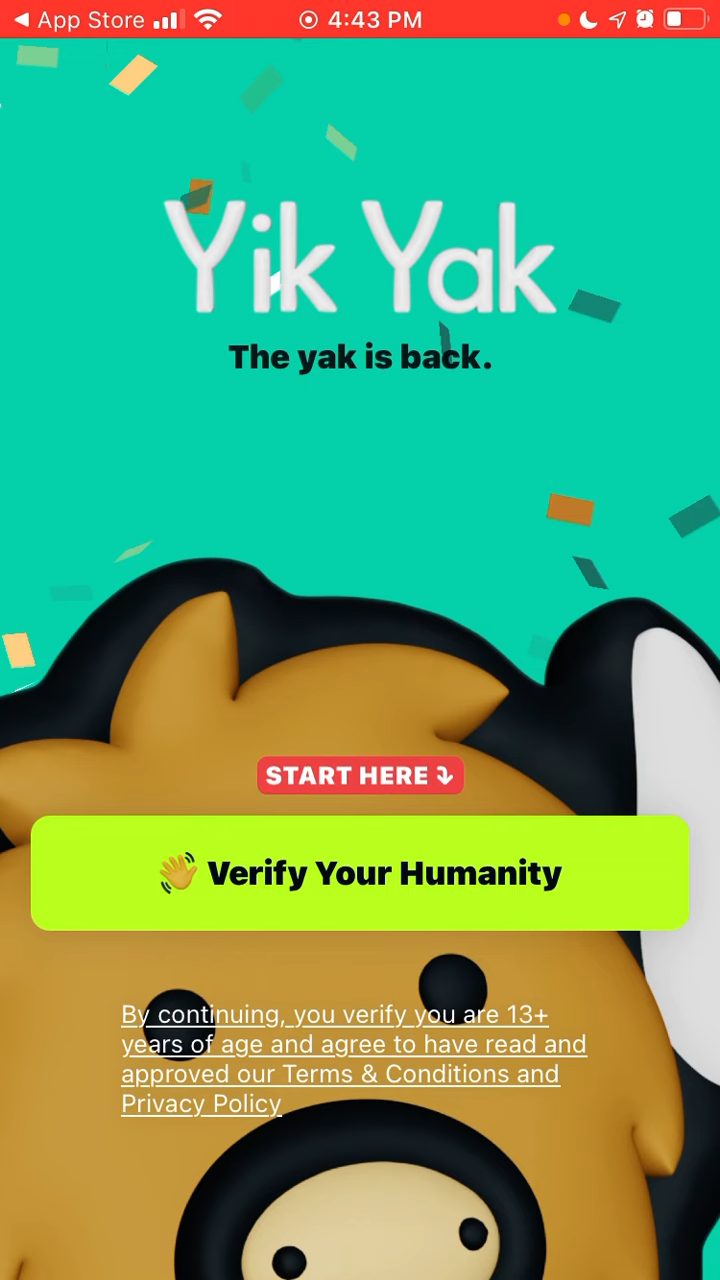 App Store 4:43 PM
Yik Yak
The yak is back.
START HERE
Verify Your Humanity
By continuing, you verify you are 13+
years of age and agree to have read and
approved our Terms & Conditions and
Privacy Policy